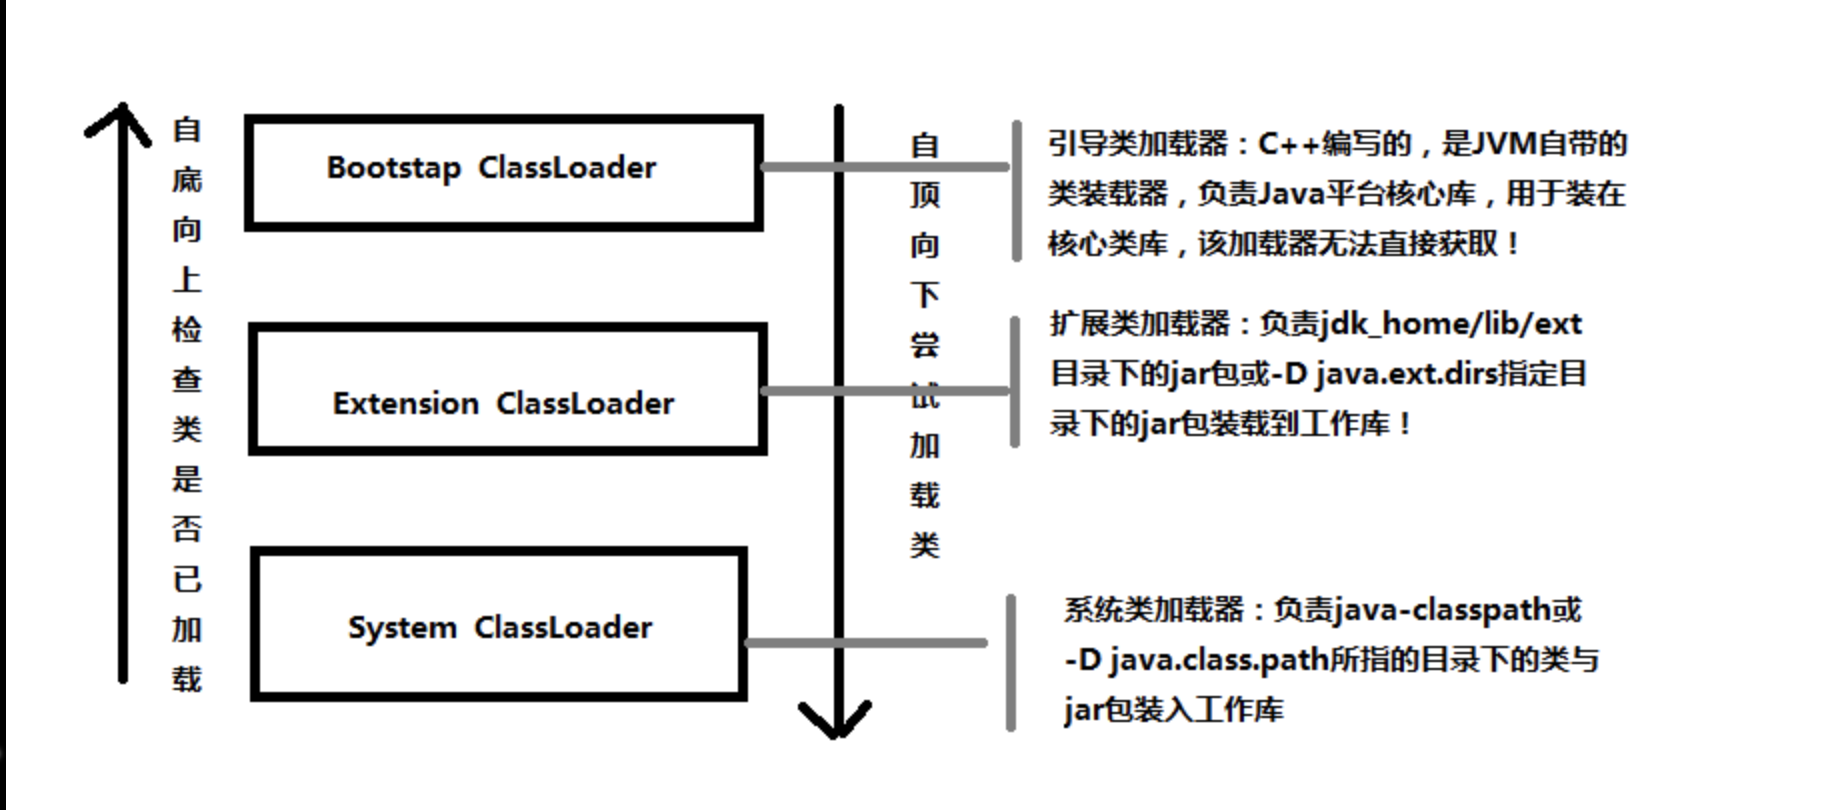 自底向上检查类是否已加载
Bootstap ClassLoader
Extension ClassLoader
System ClassLoader
自顶向下尝试加载类
引导类加载器：C++编写的，是JVM自带的
类装载器，负责Java平台核心库，用于装在
核心类库，该加载器无法直接获取！
扩展类加载器：负责jdk_home/lib/ext
目录下的jar包或-D java.ext.dirs指定目
录下的jar包装载到工作库！
系统类加载器：负责java-classpath或
-D java.class.path所指的目录下的类与
jar包装入工作库